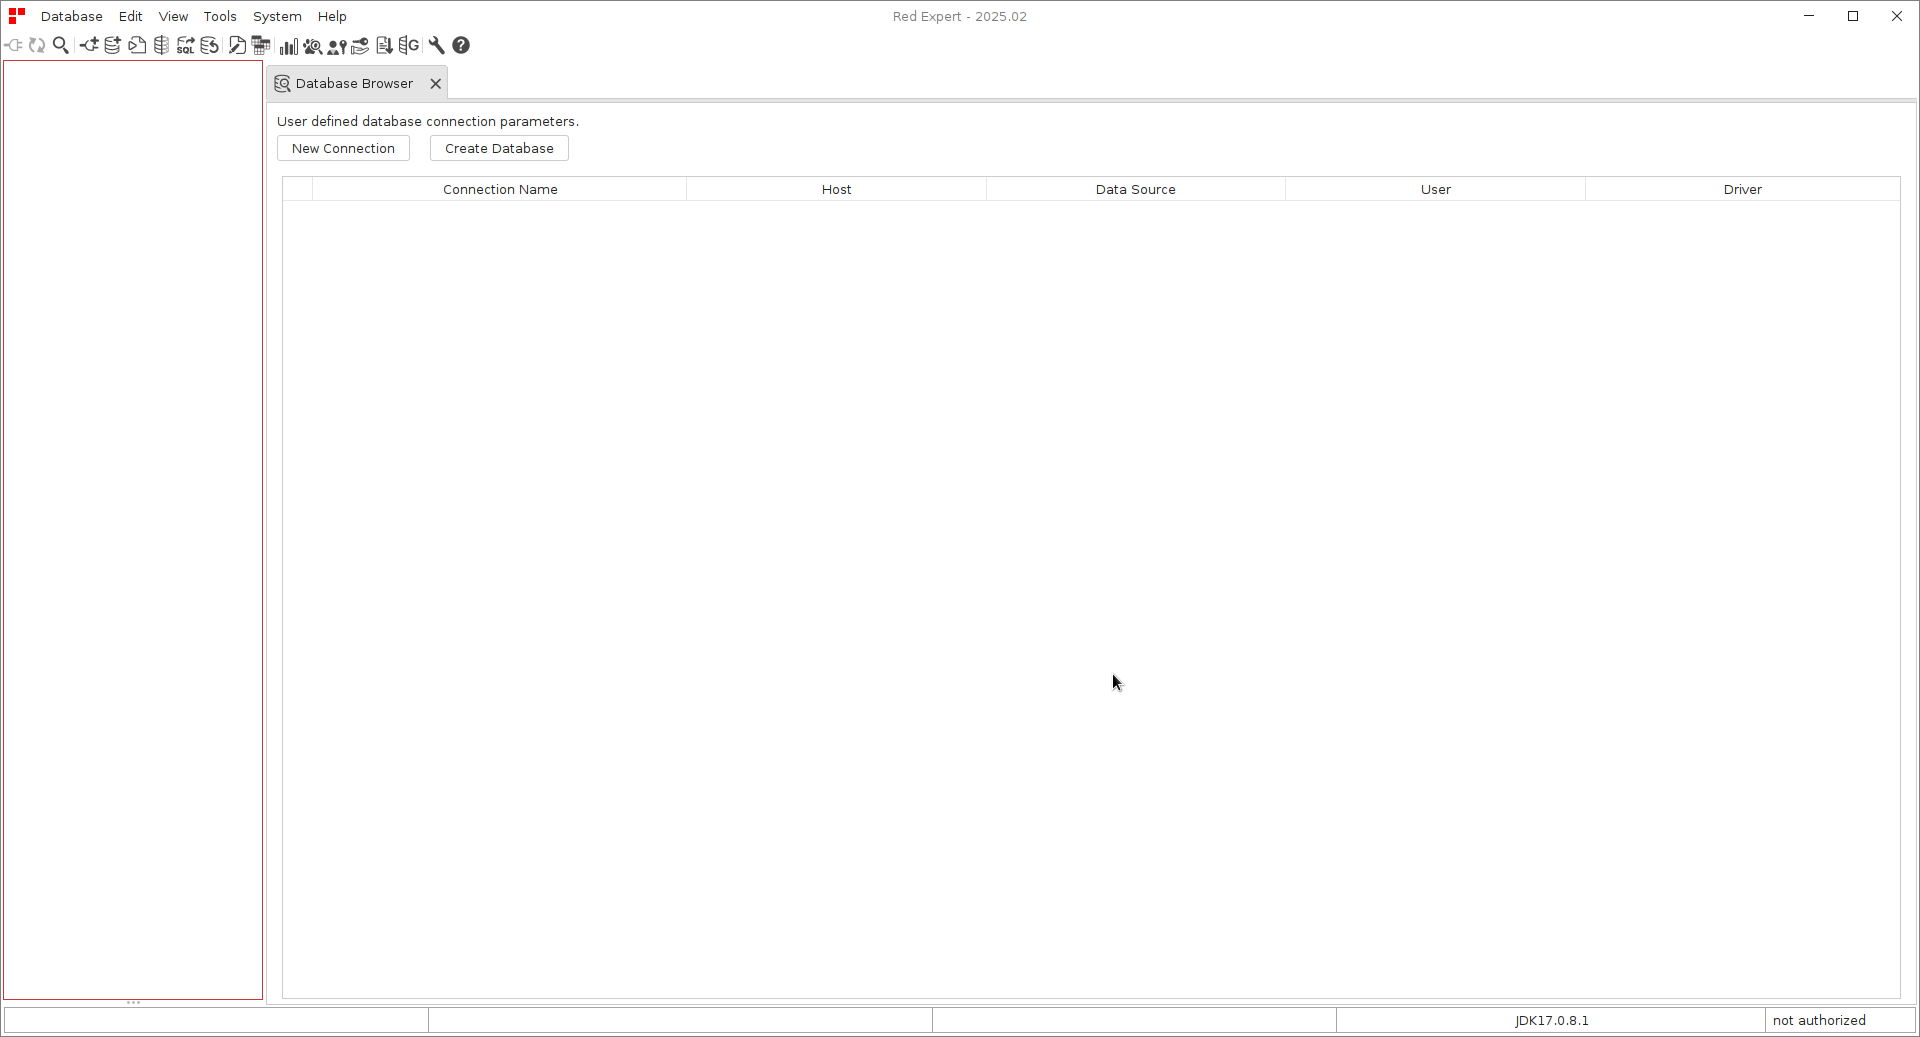 Database Edit View Tools System Help
Red Expert - 2025.02
SQL G
Database Browser
User defined database connection parameters.
New Connection Create Database
Connection Name Host Data Source User Driver
JDK17.0.8.1 not authorized